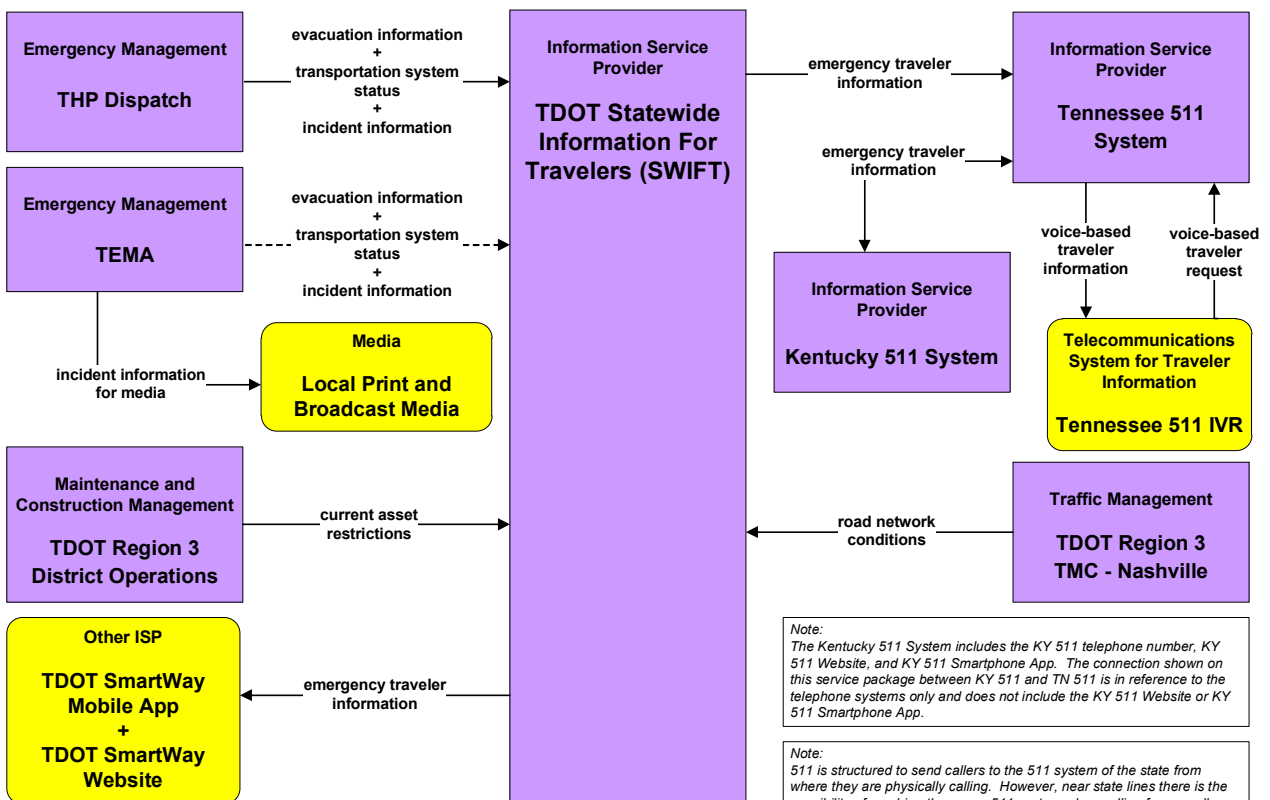 Emergency Management
THP Dispatch
evacuation information
+
transportation system
status
+
incident information
Information Service
Provider
TDOT Statewide
Information For
Travelers (SWIFT)
emergency traveler
information
Information Service
Provider
Tennessee 511
System
emergency traveler
information
Emergency Management
TEMA
evacuation information
+
transportation system
status
+
incident information
voice-based
traveler
information
voice-based
traveler
request
Information Service
Provider
Kentucky 511 System
Media
Local Print and
Broadcast Media
incident information
for media
Telecommunications
System for Traveler
Information
Tennessee 511 IVR
Maintenance and
Construction Management
TDOT Region 3
District Operations
current asset
restrictions
road network
conditions
Traffic Management
TDOT Region 3
TMC - Nashville
Other ISP
TDOT SmartWay
Mobile App
+
TDOT SmartWay
Website
emergency traveler
information
Note:
The Kentucky 511 System includes the KY 511 telephone number, KY
511 Website, and KY 511 Smartphone App. The connection shown on
this service package between KY 511 and TN 511 is in reference to the
telephone systems only and does not include the KY 511 Website or KY
511 Smartphone App.
Note:
511 is structured to send callers to the 511 system of the state from
where they are physically calling. However, near state lines there is the